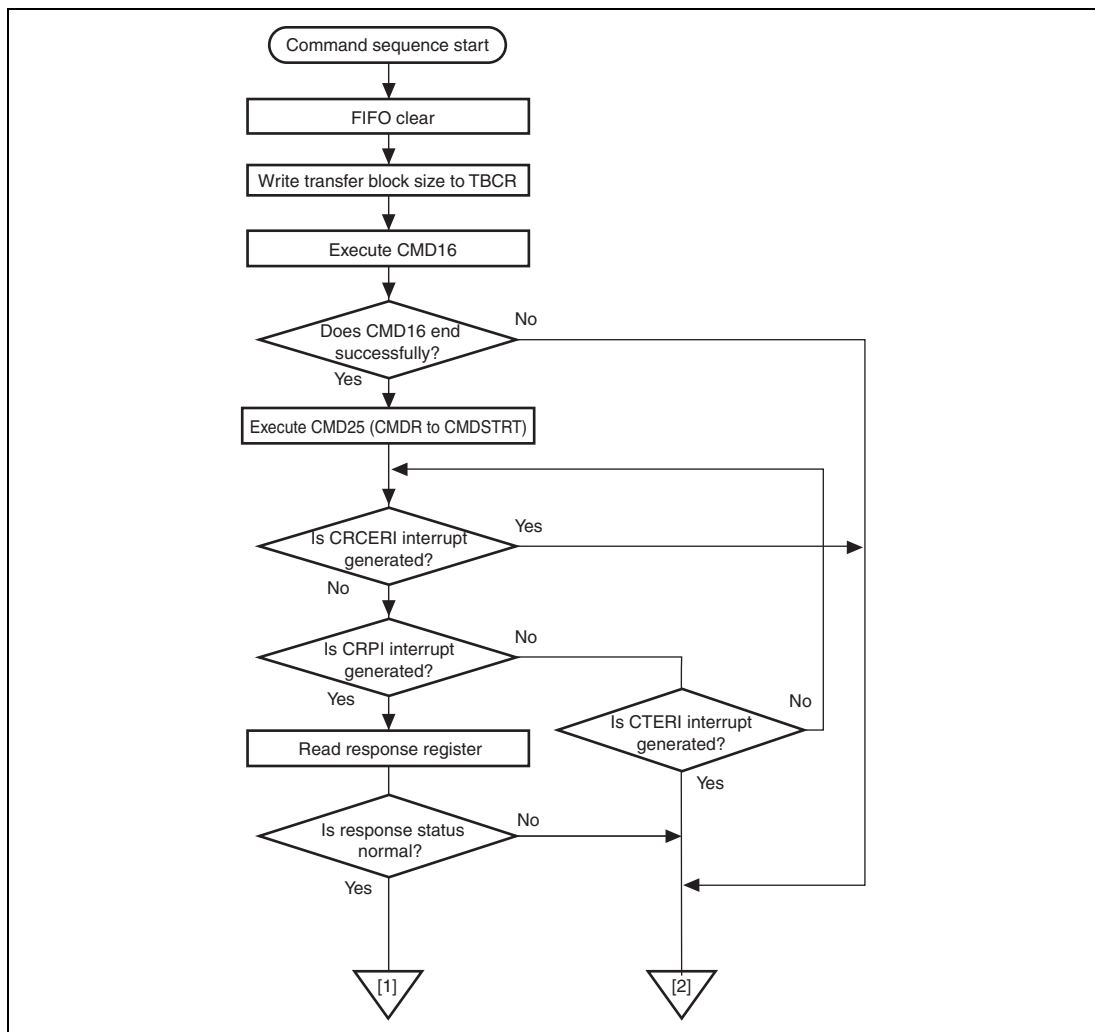 Command sequence start
FIFO clear
Write transfer block size to TBCR
Execute CMD16
Does CMD16 end
successfully?
No
Yes
Execute CMD25 (CMDR to CMDSTRT)
Is CRCERI interrupt
generated?
Yes
No
Is CRPI interrupt
generated?
No
Yes
Is CTERI interrupt
generated?
No
Yes
Read response register
Is response status
normal?
No
Yes
[1]
[2]